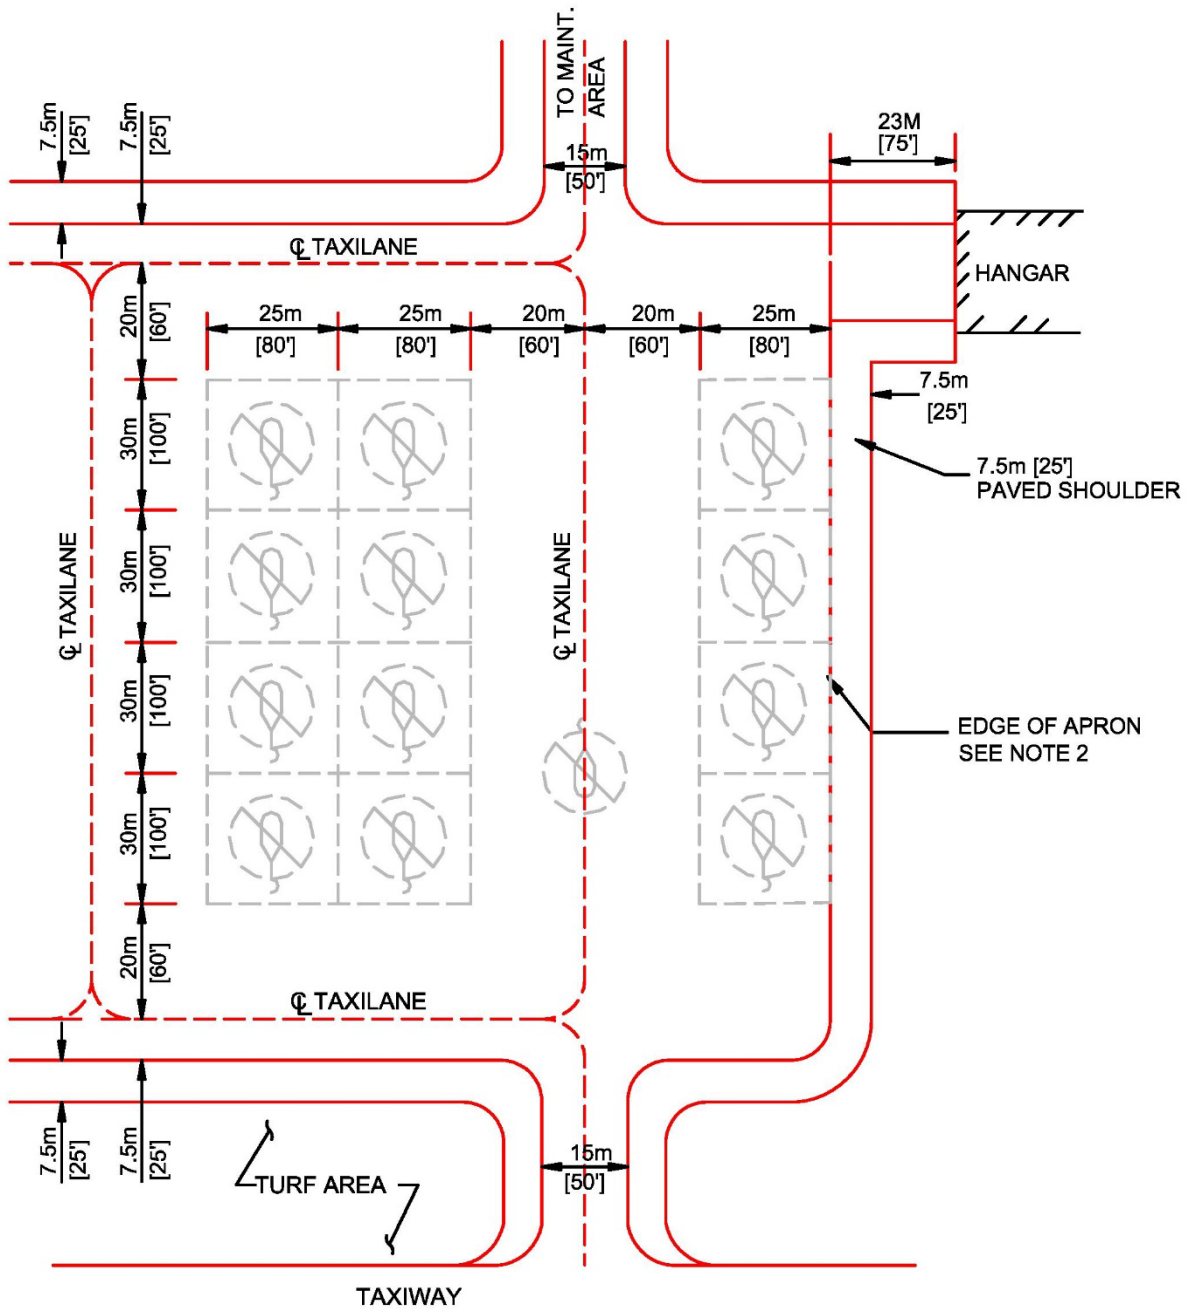 TO MAINT.
AREA
7.5m
[25']
7.5m
[25']
15m
[50']
23M
[75']
℄ TAXILANE
HANGAR
20m
[60']
25m
[80']
25m
[80']
20m
[60']
20m
[60']
25m
[80']
7.5m
[25']
30m
[100']
7.5m [25']
PAVED SHOULDER
℄ TAXILANE
30m
[100']
℄ TAXILANE
30m
[100']
EDGE OF APRON
SEE NOTE 2
30m
[100']
20m
[60']
℄ TAXILANE
7.5m
[25']
7.5m
[25']
15m
[50']
TURF AREA
TAXIWAY